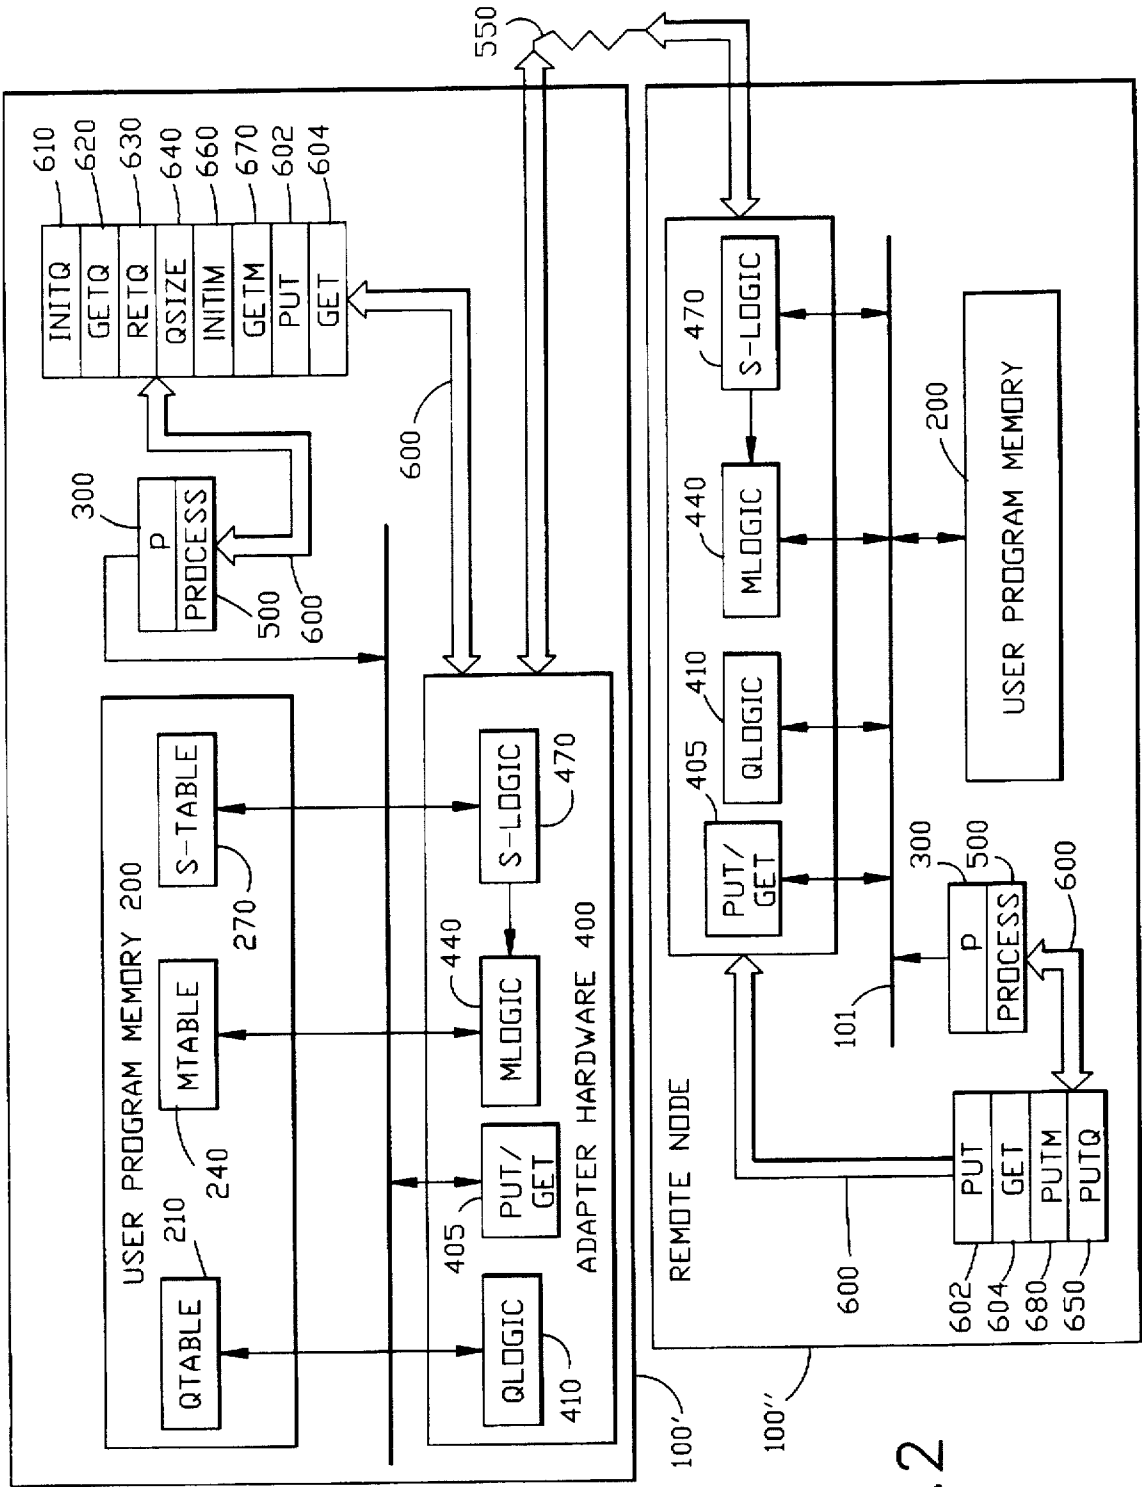 550
610
620
630
640
660
670
602
604
INITQ
GETQ
RETQ
QSIZE
INITIM
GETM
PUT
GET
300
P
PROCESS
500
600
600
USER PROGRAM MEMORY 200
210
QTABLE
240
MTABLE
270
S-TABLE
QLOGIC
410
405
PUT/
GET
440
MLOGIC
S-LOGIC
470
ADAPTER HARDWARE 400
100'
REMOTE NODE
405
PUT/
GET
410
QLOGIC
440
MLOGIC
470
S-LOGIC
101
300
P
PROCESS
500
600
200
USER PROGRAM MEMORY
600
602
604
680
650
PUT
GET
PUTM
PUTQ
100''
2